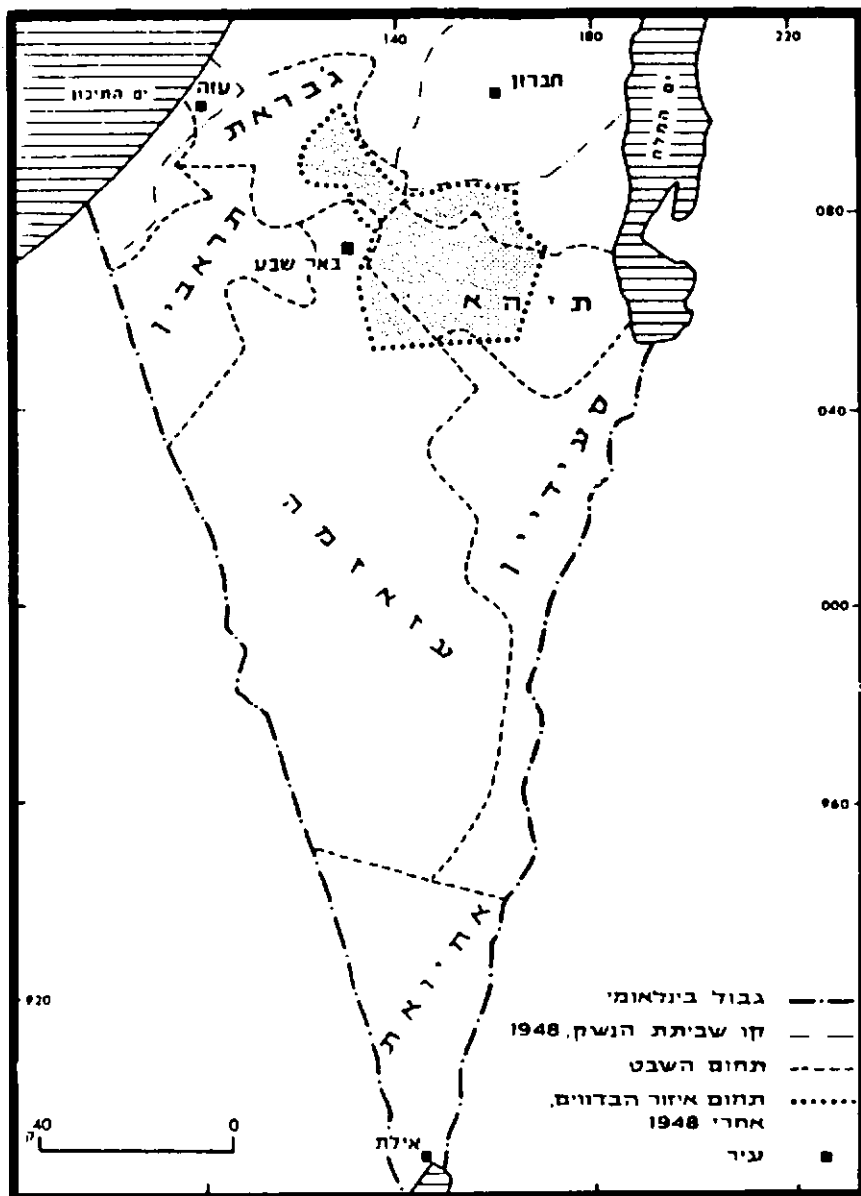 140
180
220
ים התיכון
עזה
גבראת
חברון
ים המלח
080
תראבין
באר שבע
תיהא
040
סעידיין
עזאזמה
000
960
אחיואת
920
גבול בינלאומי
קו שביתת הנשק, 1948
תחום השבט
תחום איזור הבדווים,
אחרי 1948
עיר
40 0
ק
אילת